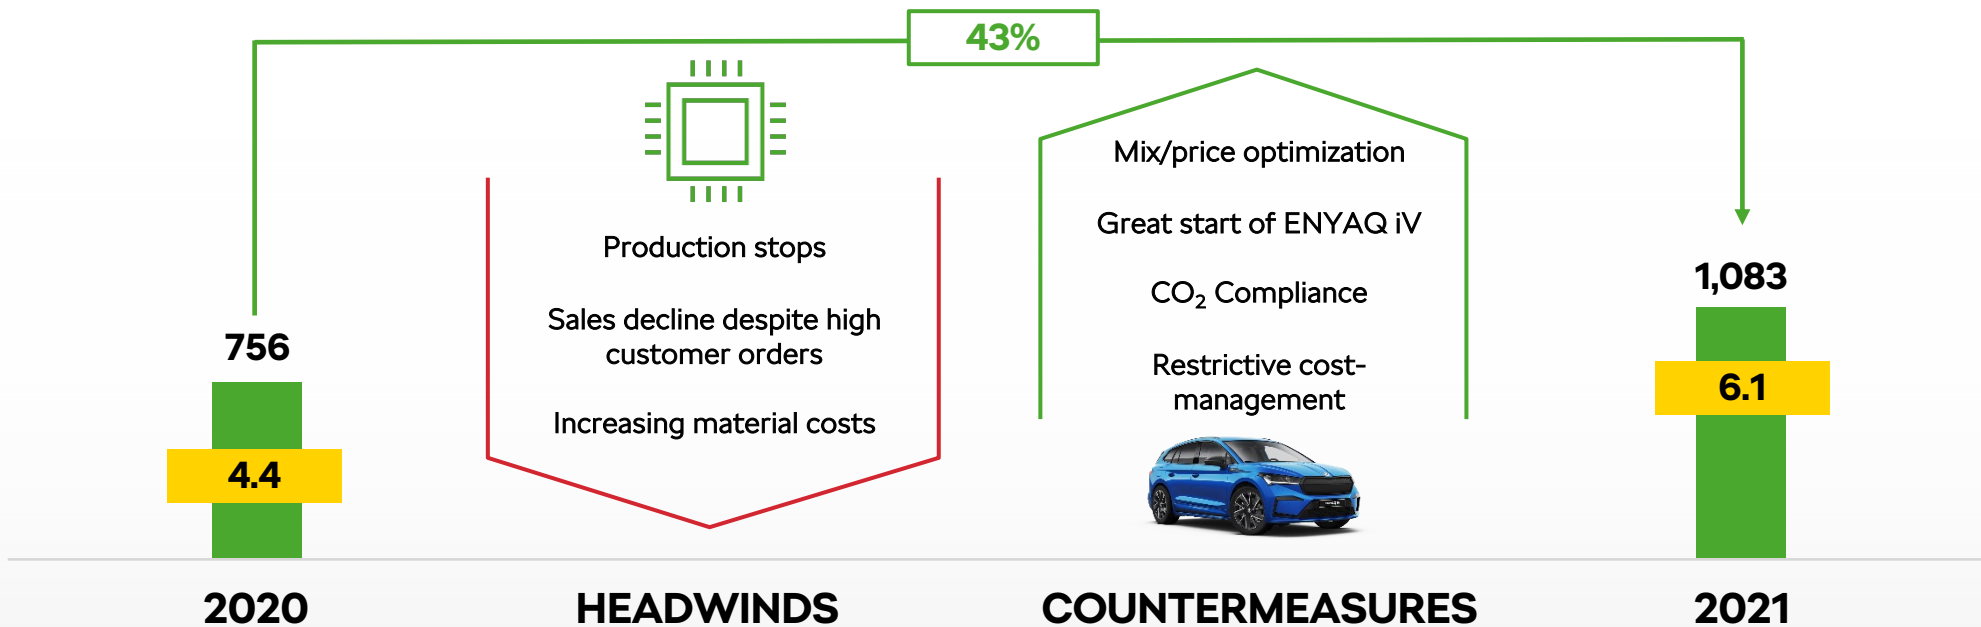 43%
756
4.4
2020
Production stops
Sales decline despite high
customer orders
Increasing material costs
HEADWINDS
Mix/price optimization
Great start of ENYAQ iV
CO₂ Compliance
Restrictive cost-
management
COUNTERMEASURES
1,083
6.1
2021